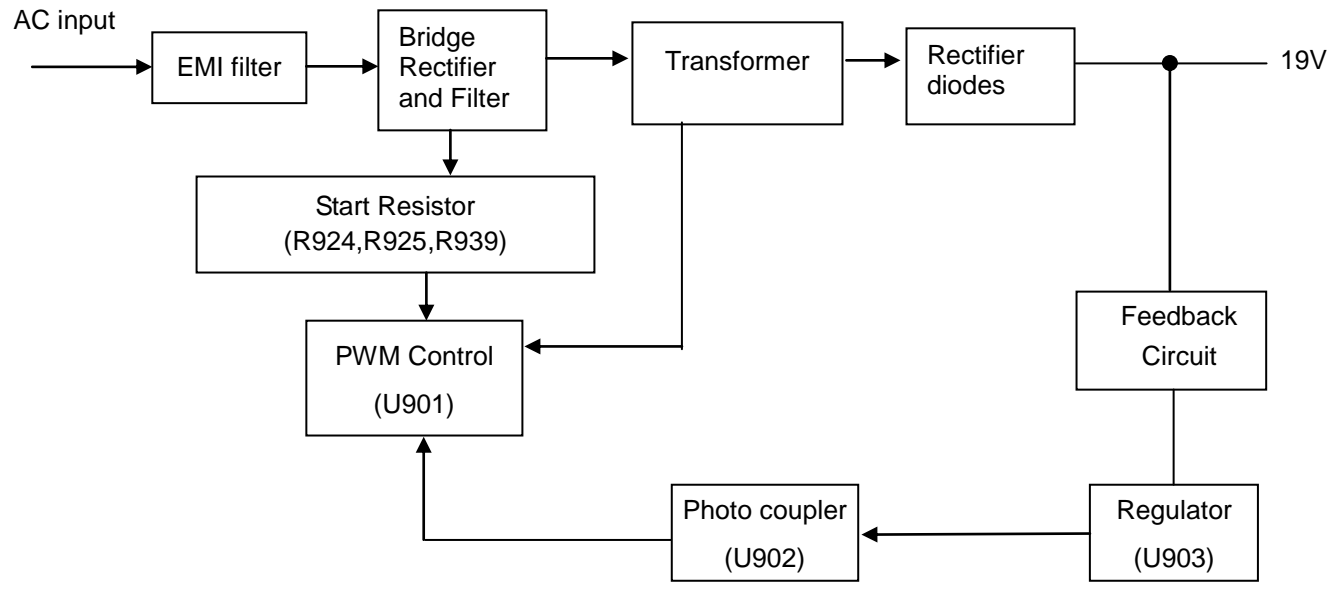 AC input
EMI filter
Bridge
Rectifier
and Filter
Transformer
Rectifier
diodes
19V
Start Resistor
(R924,R925,R939)
PWM Control
(U901)
Feedback
Circuit
Photo coupler
(U902)
Regulator
(U903)